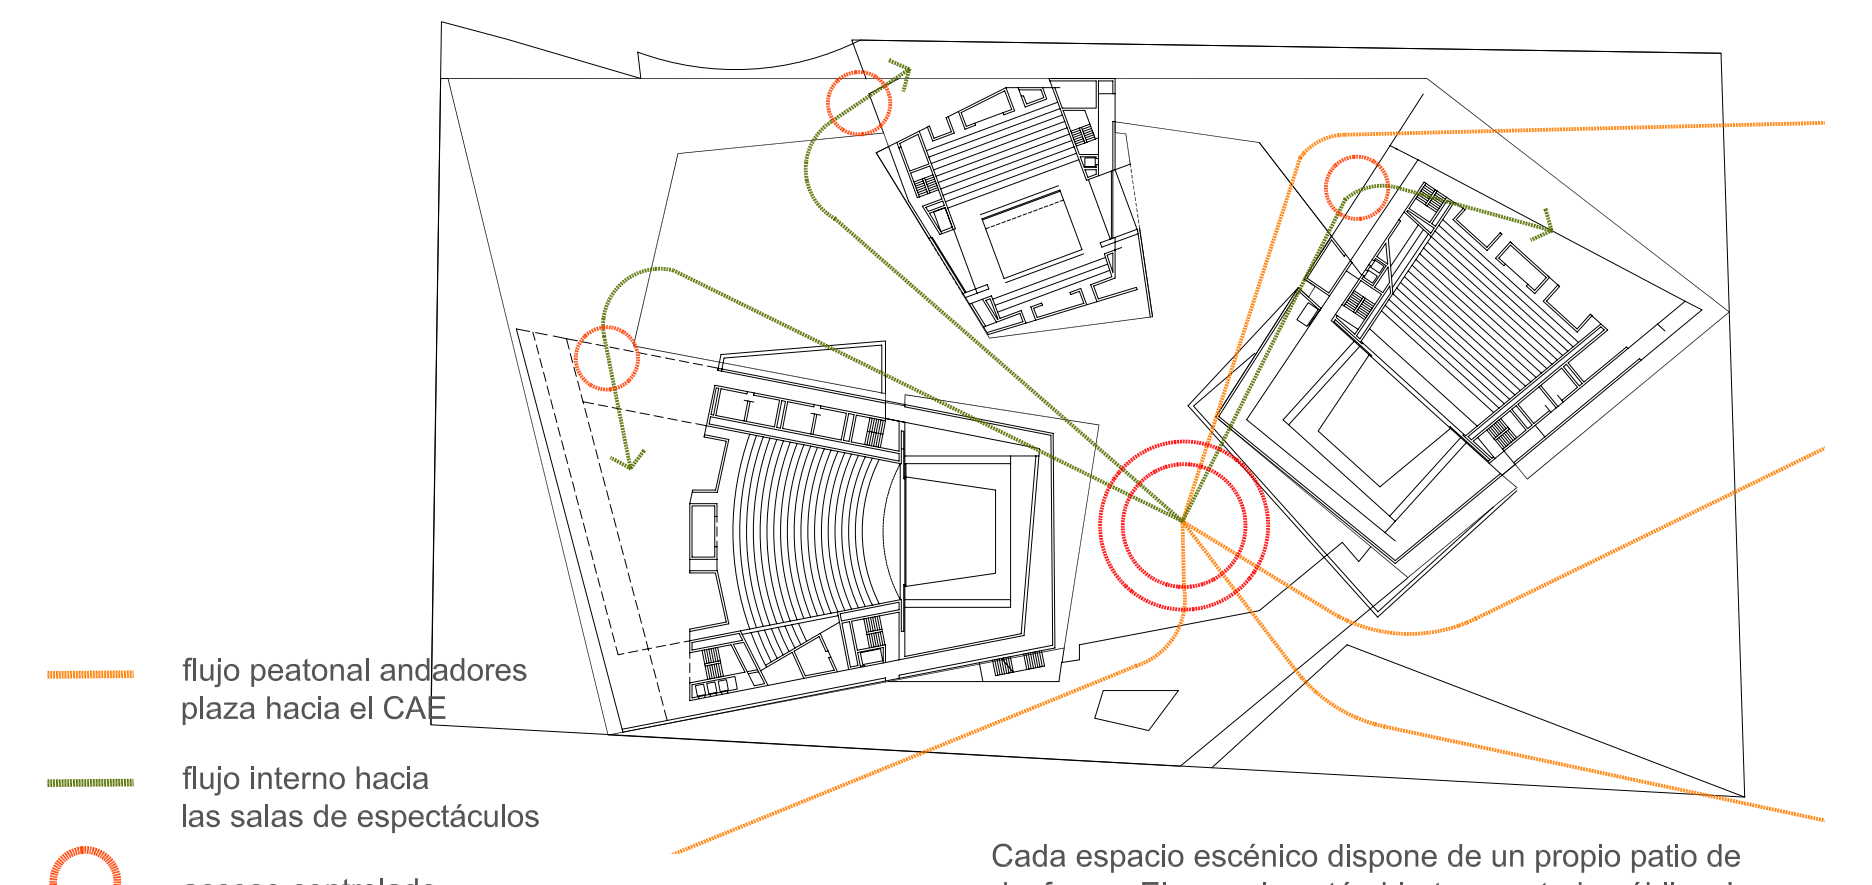 flujo peatonal andadores
plaza hacia el CAE
flujo interno hacia
las salas de espectáculos
Cada espacio escénico dispone de un propio patio de